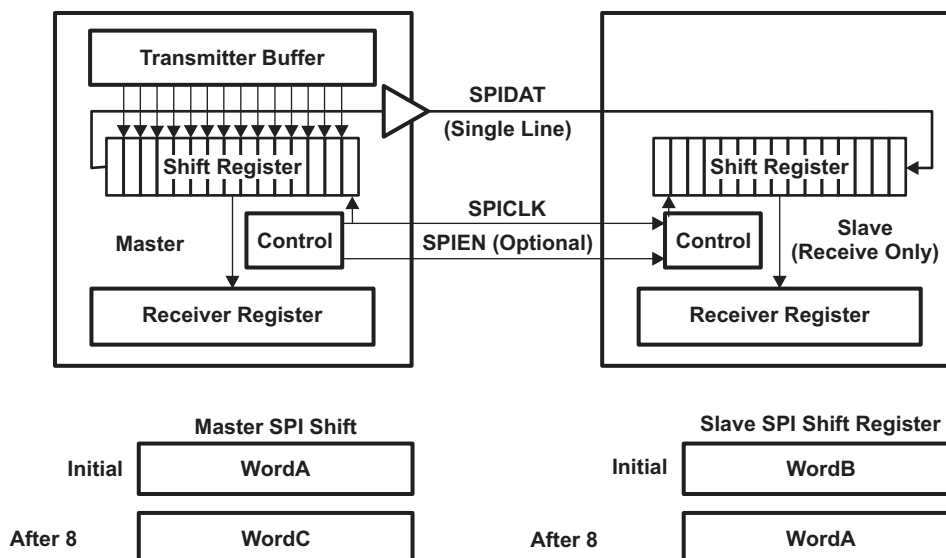 Transmitter Buffer
SPIDAT
(Single Line)
Shift Register
Shift Register
SPICLK
Master
Control
SPIEN (Optional)
Control
Slave
(Receive Only)
Receiver Register
Receiver Register
Master SPI Shift
Slave SPI Shift Register
Initial
WordA
Initial
WordB
After 8
WordC
After 8
WordA